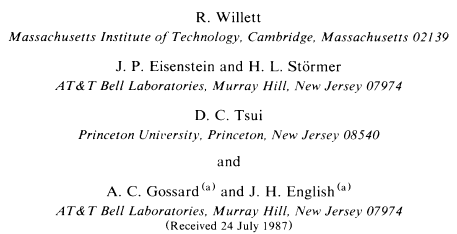 R. Willett
Massachusetts Institute of Technology, Cambridge, Massachusetts 02139
J. P. Eisenstein and H. L. Störmer
AT&T Bell Laboratories, Murray Hill, New Jersey 07974
D. C. Tsui
Princeton University, Princeton, New Jersey 08540
and
A. C. Gossard (a) and J. H. English (a)
AT&T Bell Laboratories, Murray Hill, New Jersey 07974
(Received 24 July 1987)